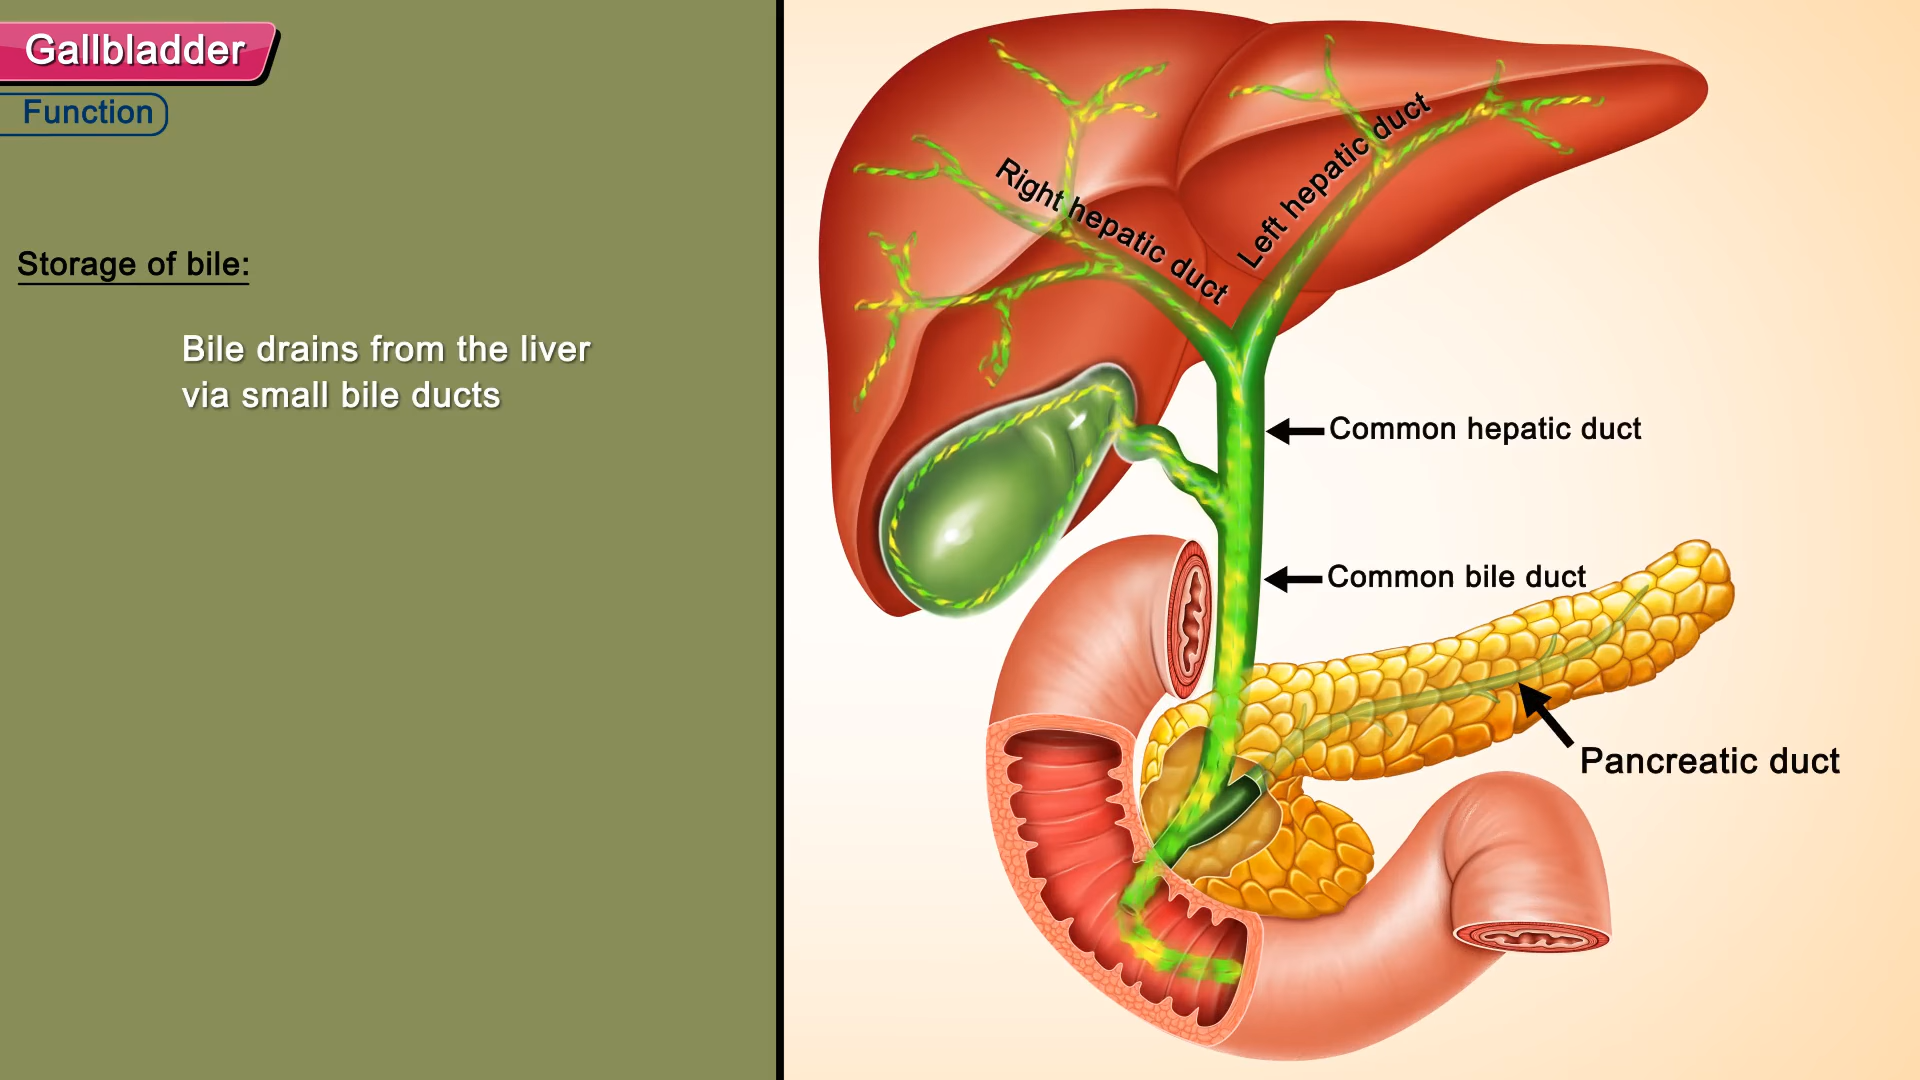 Gallbladder
Function
Storage of bile:
Bile drains from the liver
via small bile ducts
Right hepatic duct
Left hepatic duct
Common hepatic duct
Common bile duct
Pancreatic duct